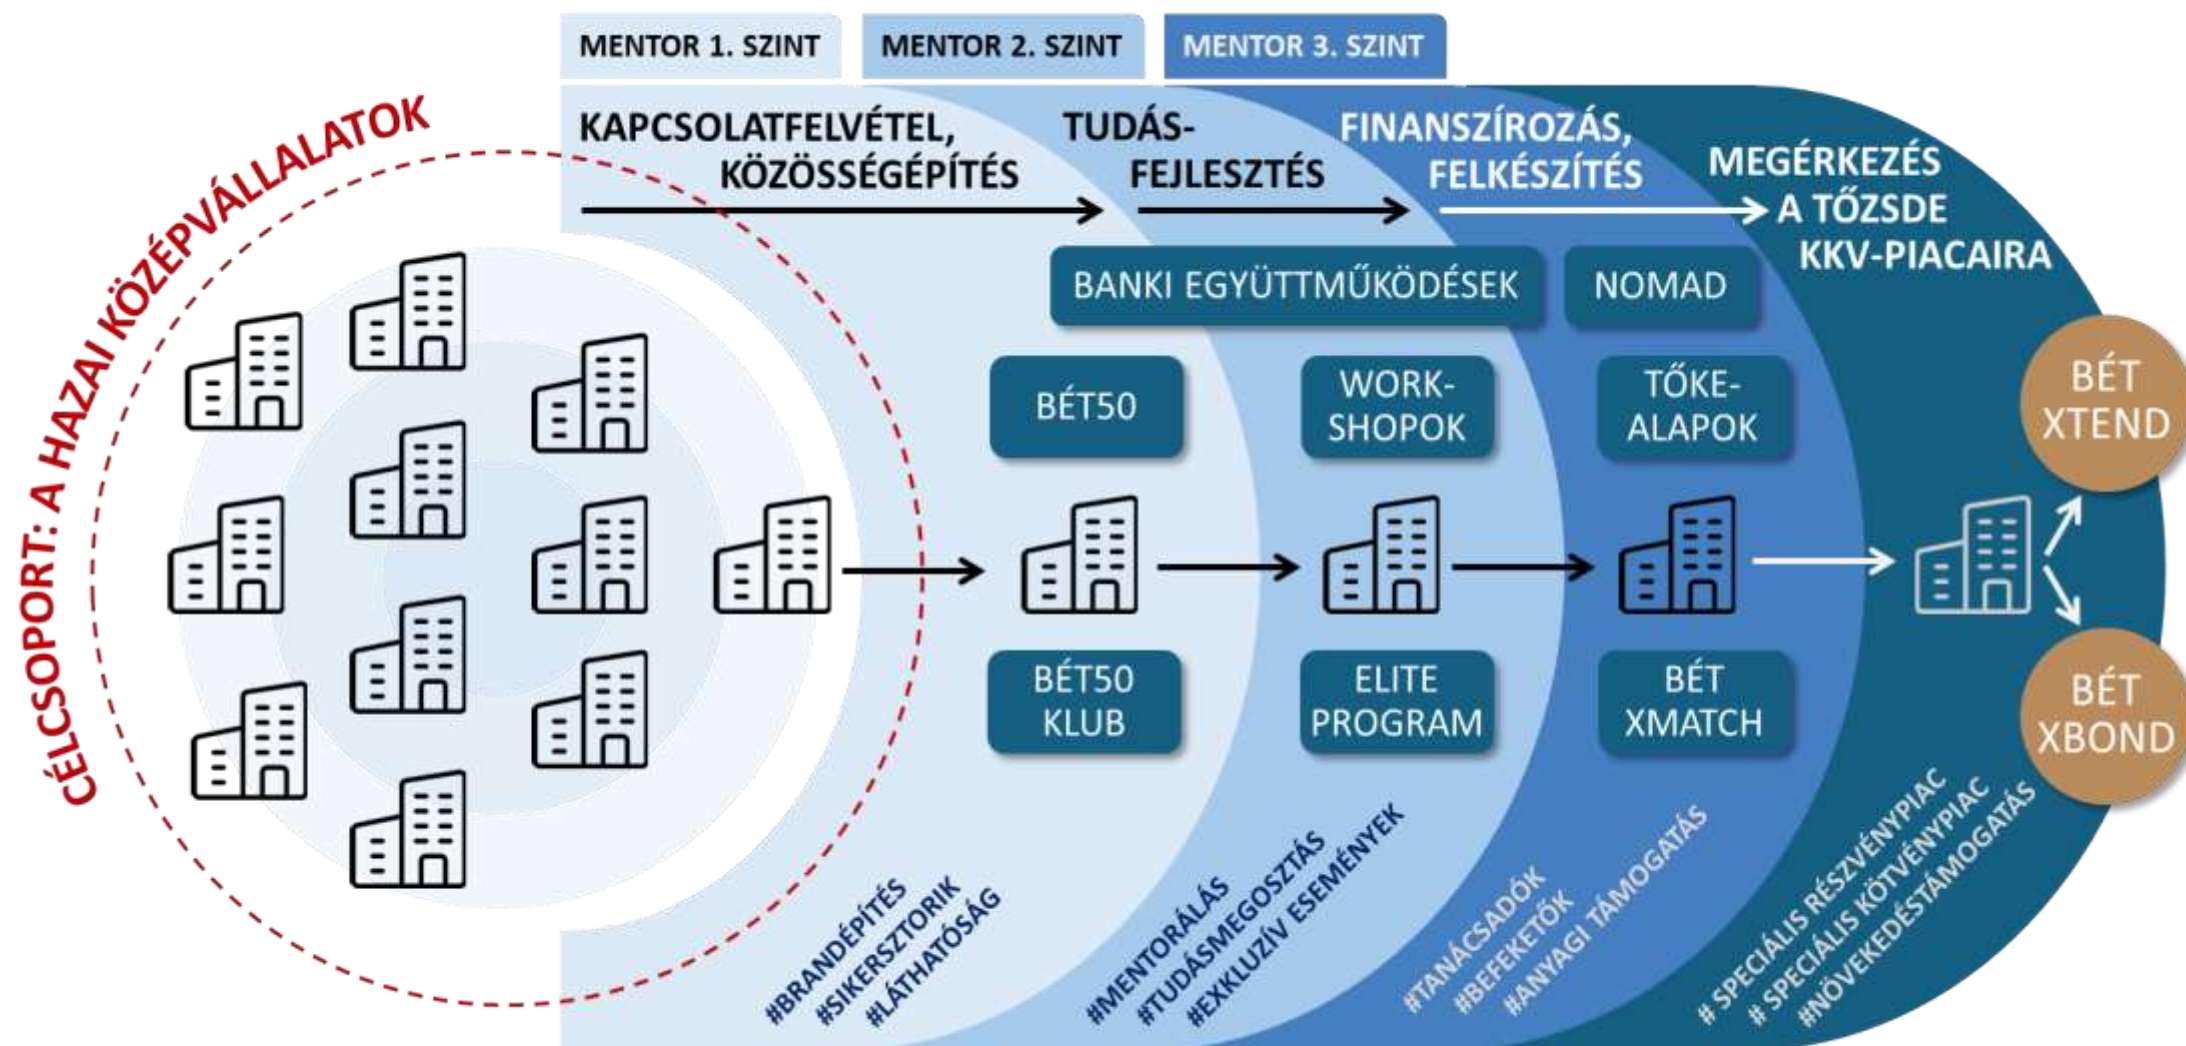 MENTOR 1. SZINT
MENTOR 2. SZINT
MENTOR 3. SZINT
CÉLCSOPORT: A HAZAI KÖZÉPVÁLLALATOK
KAPCSOLATFELVÉTEL,
KÖZÖSSÉGÉPÍTÉS
TUDÁS-
FEJLESZTÉS
FINANSZÍROZÁS,
FELKÉSZÍTÉS
MEGÉRKEZÉS
A TŐZSDE
KKV-PIACAIRA
BANKI EGYÜTTMŰKÖDÉSEK
NOMAD
BÉT50
WORK-
SHOPOK
TŐKE-
ALAPOK
BÉT
XTEND
BÉT50
KLUB
ELITE
PROGRAM
BÉT
XMATCH
BÉT
XBOND
#BRANDÉPÍTÉS
#SIKERSZTORIK
#LÁTHATÓSÁG
#MENTORÁLÁS
#TUDÁSMEGOSZTÁS
#EXKLUZÍV ESEMÉNYEK
#TANÁCSADÓK
#BEFEKETŐK
#ANYAGI TÁMOGATÁS
# SPECIÁLIS RÉSZVÉNYPIAC
# SPECIÁLIS KÖTVÉNYPIAC
#NÖVEKEDÉSTÁMOGATÁS